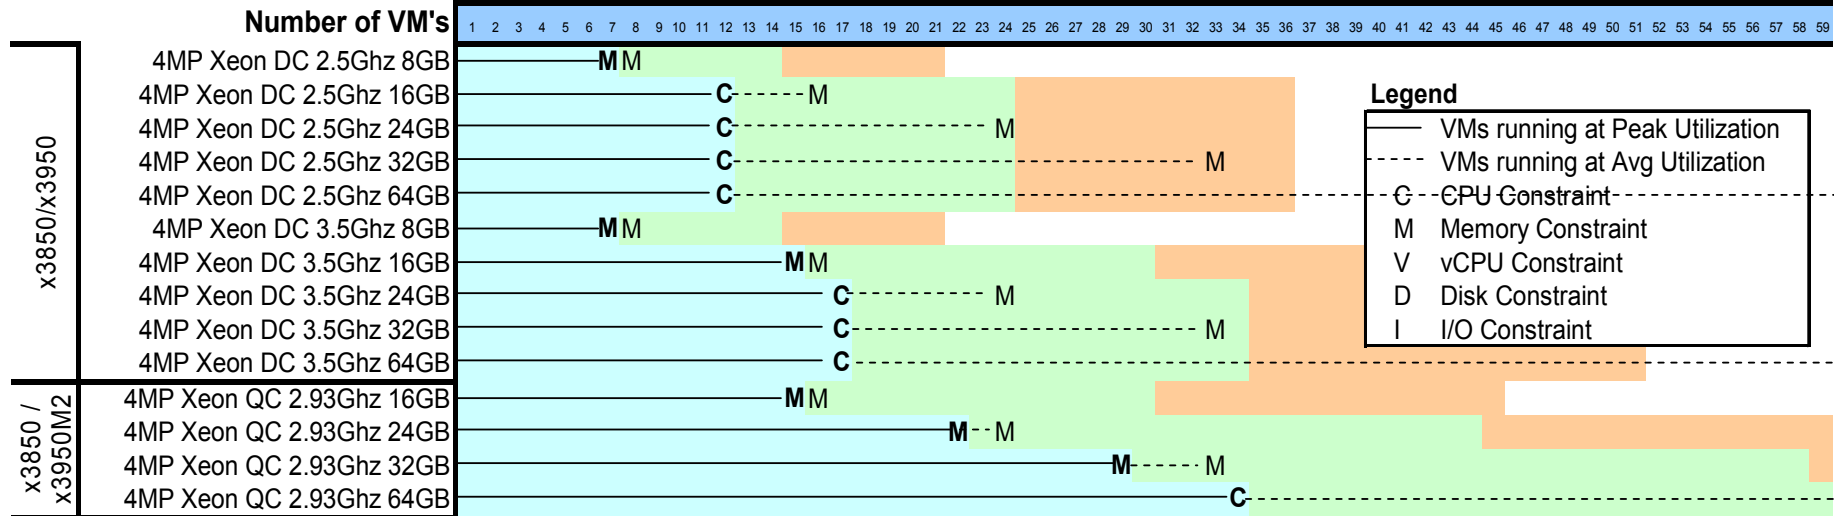 Number of VM's 1 2 3 4 5 6 7 8 9 10 11 12 13 14 15 16 17 18 19 20 21 22 23 24 25 26 27 28 29 30 31 32 33 34 35 36 37 38 39 40 41 42 43 44 45 46 47 48 49 50 51 52 53 54 55 56 57 58 59
x3850/x3950
4MP Xeon DC 2.5Ghz 8GB M M
4MP Xeon DC 2.5Ghz 16GB C M
4MP Xeon DC 2.5Ghz 24GB C M
4MP Xeon DC 2.5Ghz 32GB C M
4MP Xeon DC 2.5Ghz 64GB C
4MP Xeon DC 3.5Ghz 8GB M M
4MP Xeon DC 3.5Ghz 16GB M M
4MP Xeon DC 3.5Ghz 24GB C M
4MP Xeon DC 3.5Ghz 32GB C M
4MP Xeon DC 3.5Ghz 64GB C
x3850 /
x3950M2
4MP Xeon QC 2.93Ghz 16GB M M
4MP Xeon QC 2.93Ghz 24GB M M
4MP Xeon QC 2.93Ghz 32GB M M
4MP Xeon QC 2.93Ghz 64GB C
Legend
VMs running at Peak Utilization
VMs running at Avg Utilization
C CPU Constraint
M Memory Constraint
V vCPU Constraint
D Disk Constraint
I I/O Constraint